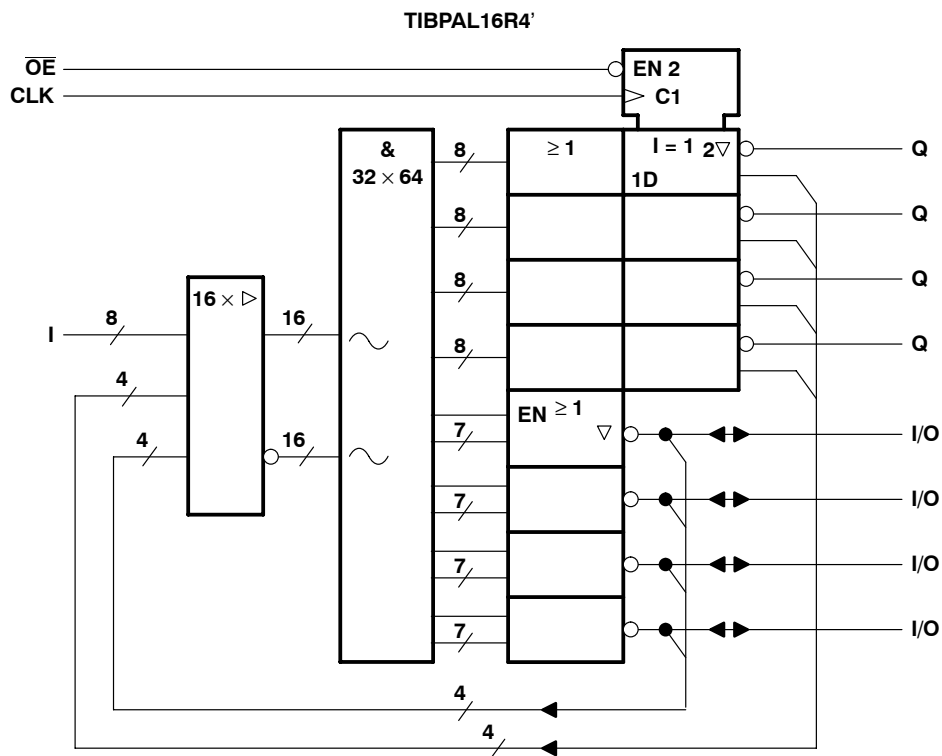 TIBPAL16R4'
OE
EN 2
CLK
C1
&
32 × 64
8
≥ 1
I = 1 2▽
1D
Q
8
Q
8
Q
8
Q
16 × ▷
I
8
16
4
4
16
EN ≥ 1
▽
7
I/O
7
I/O
7
I/O
7
I/O
4
4